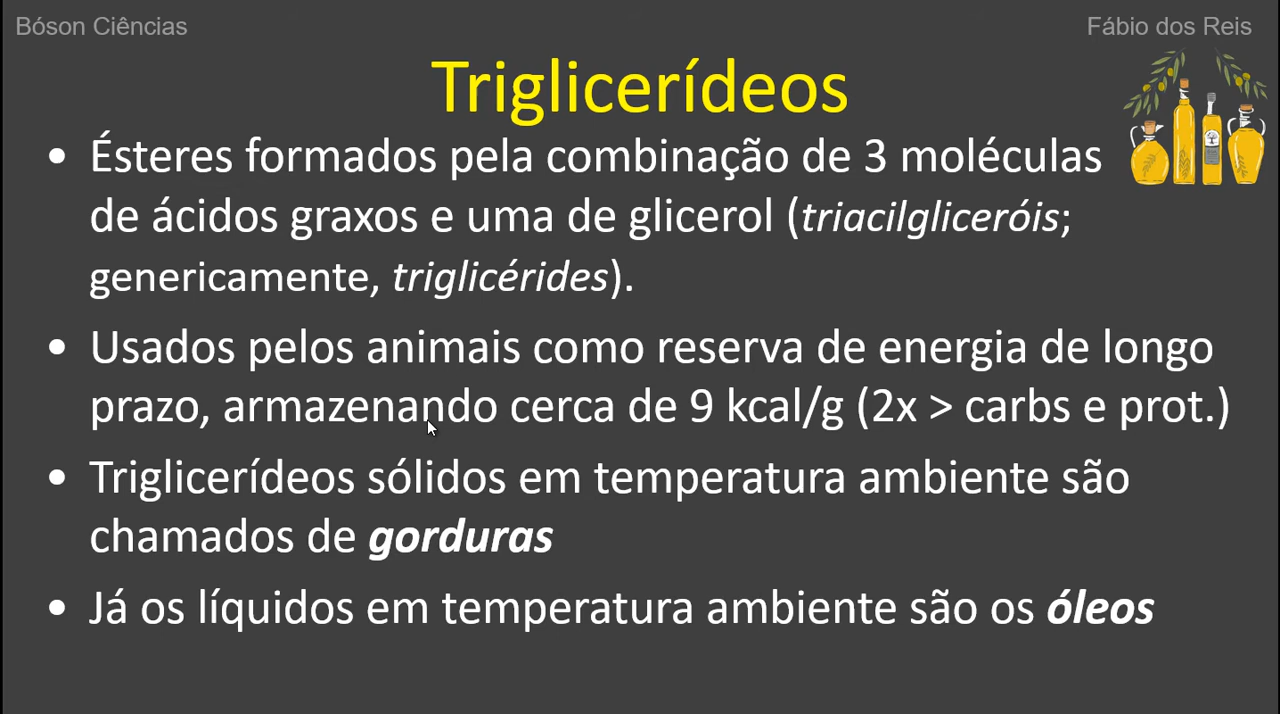 Bóson Ciências
Fábio dos Reis
Triglicerídeos
• Ésteres formados pela combinação de 3 moléculas
de ácidos graxos e uma de glicerol (triacilgliceróis;
genericamente, triglicérides).
• Usados pelos animais como reserva de energia de longo
prazo, armazenando cerca de 9 kcal/g (2x > carbs e prot.)
• Triglicerídeos sólidos em temperatura ambiente são
chamados de gorduras
• Já os líquidos em temperatura ambiente são os óleos